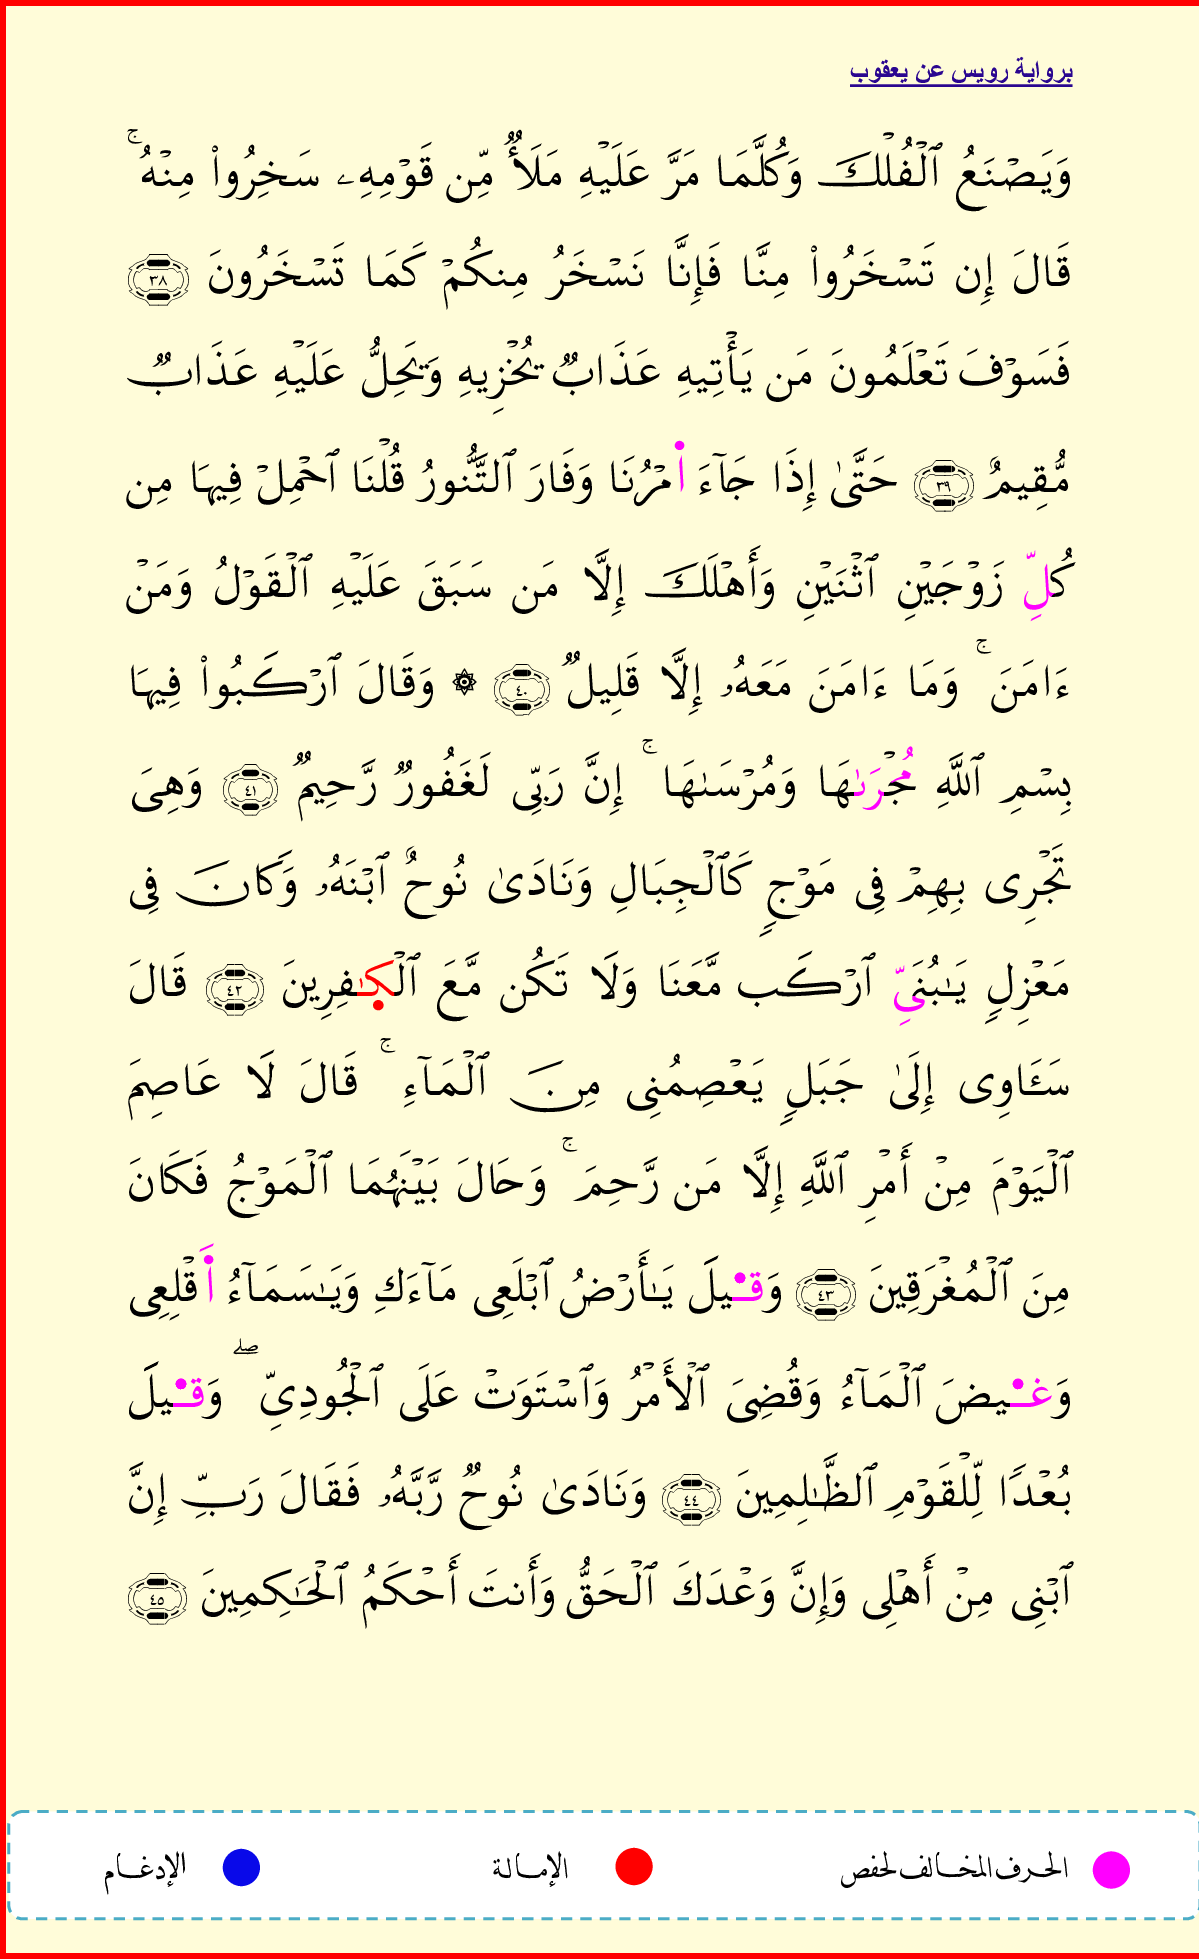 برواية رويس عن يعقوب
وَيَصۡنَعُ ٱلۡفُلۡكَ وَكُلَّمَا مَرَّ عَلَيۡهِ مَلَأٞ مِّن قَوۡمِهِۦ سَخِرُواْ مِنۡهُۚ
قَالَ إِن تَسۡخَرُواْ مِنَّا فَإِنَّا نَسۡخَرُ مِنكُمۡ كَمَا تَسۡخَرُونَ ٣٨
فَسَوۡفَ تَعۡلَمُونَ مَن يَأۡتِيهِ عَذَابٞ يُخۡزِيهِ وَيَحِلُّ عَلَيۡهِ عَذَابٞ
مُّقِيمٌ ٣٩ حَتَّىٰ إِذَا جَآءَ اٰ۬مۡرُنَا وَفَارَ ٱلتَّنُّورُ قُلۡنَا ٱحۡمِلۡ فِيهَا مِن
كُلِّ زَوۡجَيۡنِ ٱثۡنَيۡنِ وَأَهۡلَكَ إِلَّا مَن سَبَقَ عَلَيۡهِ ٱلۡقَوۡلُ وَمَنۡ
ءَامَنَۚ وَمَا ءَامَنَ مَعَهُۥ إِلَّا قَلِيلٞ ٤٠ ۞ وَقَالَ ٱرۡكَبُواْ فِيهَا
بِسۡمِ ٱللَّهِ مُجۡرَىٰهَا وَمُرۡسَىٰهَاۚ إِنَّ رَبِّي لَغَفُورٞ رَّحِيمٞ ٤١ وَهِيَ
تَجۡرِي بِهِمۡ فِي مَوۡجٖ كَٱلۡجِبَالِ وَنَادَىٰ نُوحٌ ٱبۡنَهُۥ وَكَانَ فِي
مَعۡزِلٖ يَٰبُنَيِّ ٱرۡكَب مَّعَنَا وَلَا تَكُن مَّعَ ٱلۡكَٰفِرِينَ ٤٢ قَالَ
سَـَٔاوِي إِلَىٰ جَبَلٖ يَعۡصِمُنِي مِنَ ٱلۡمَآءِۚ قَالَ لَا عَاصِمَ
ٱلۡيَوۡمَ مِنۡ أَمۡرِ ٱللَّهِ إِلَّا مَن رَّحِمَۚ وَحَالَ بَيۡنَهُمَا ٱلۡمَوۡجُ فَكَانَ
مِنَ ٱلۡمُغۡرَقِينَ ٤٣ وَقِيلَ يَٰٓأَرۡضُ ٱبۡلَعِي مَآءَكِ وَيَٰسَمَآءُ أَقۡلِعِي
وَغِيضَ ٱلۡمَآءُ وَقُضِيَ ٱلۡأَمۡرُ وَٱسۡتَوَتۡ عَلَى ٱلۡجُودِيِّۖ وَقِيلَ
بُعۡدٗا لِّلۡقَوۡمِ ٱلظَّٰلِمِينَ ٤٤ وَنَادَىٰ نُوحٞ رَّبَّهُۥ فَقَالَ رَبِّ إِنَّ
ٱبۡنِي مِنۡ أَهۡلِي وَإِنَّ وَعۡدَكَ ٱلۡحَقُّ وَأَنتَ أَحۡكَمُ ٱلۡحَٰكِمِينَ ٤٥
الحرف المخالف لحفص الإمالة الإدغام